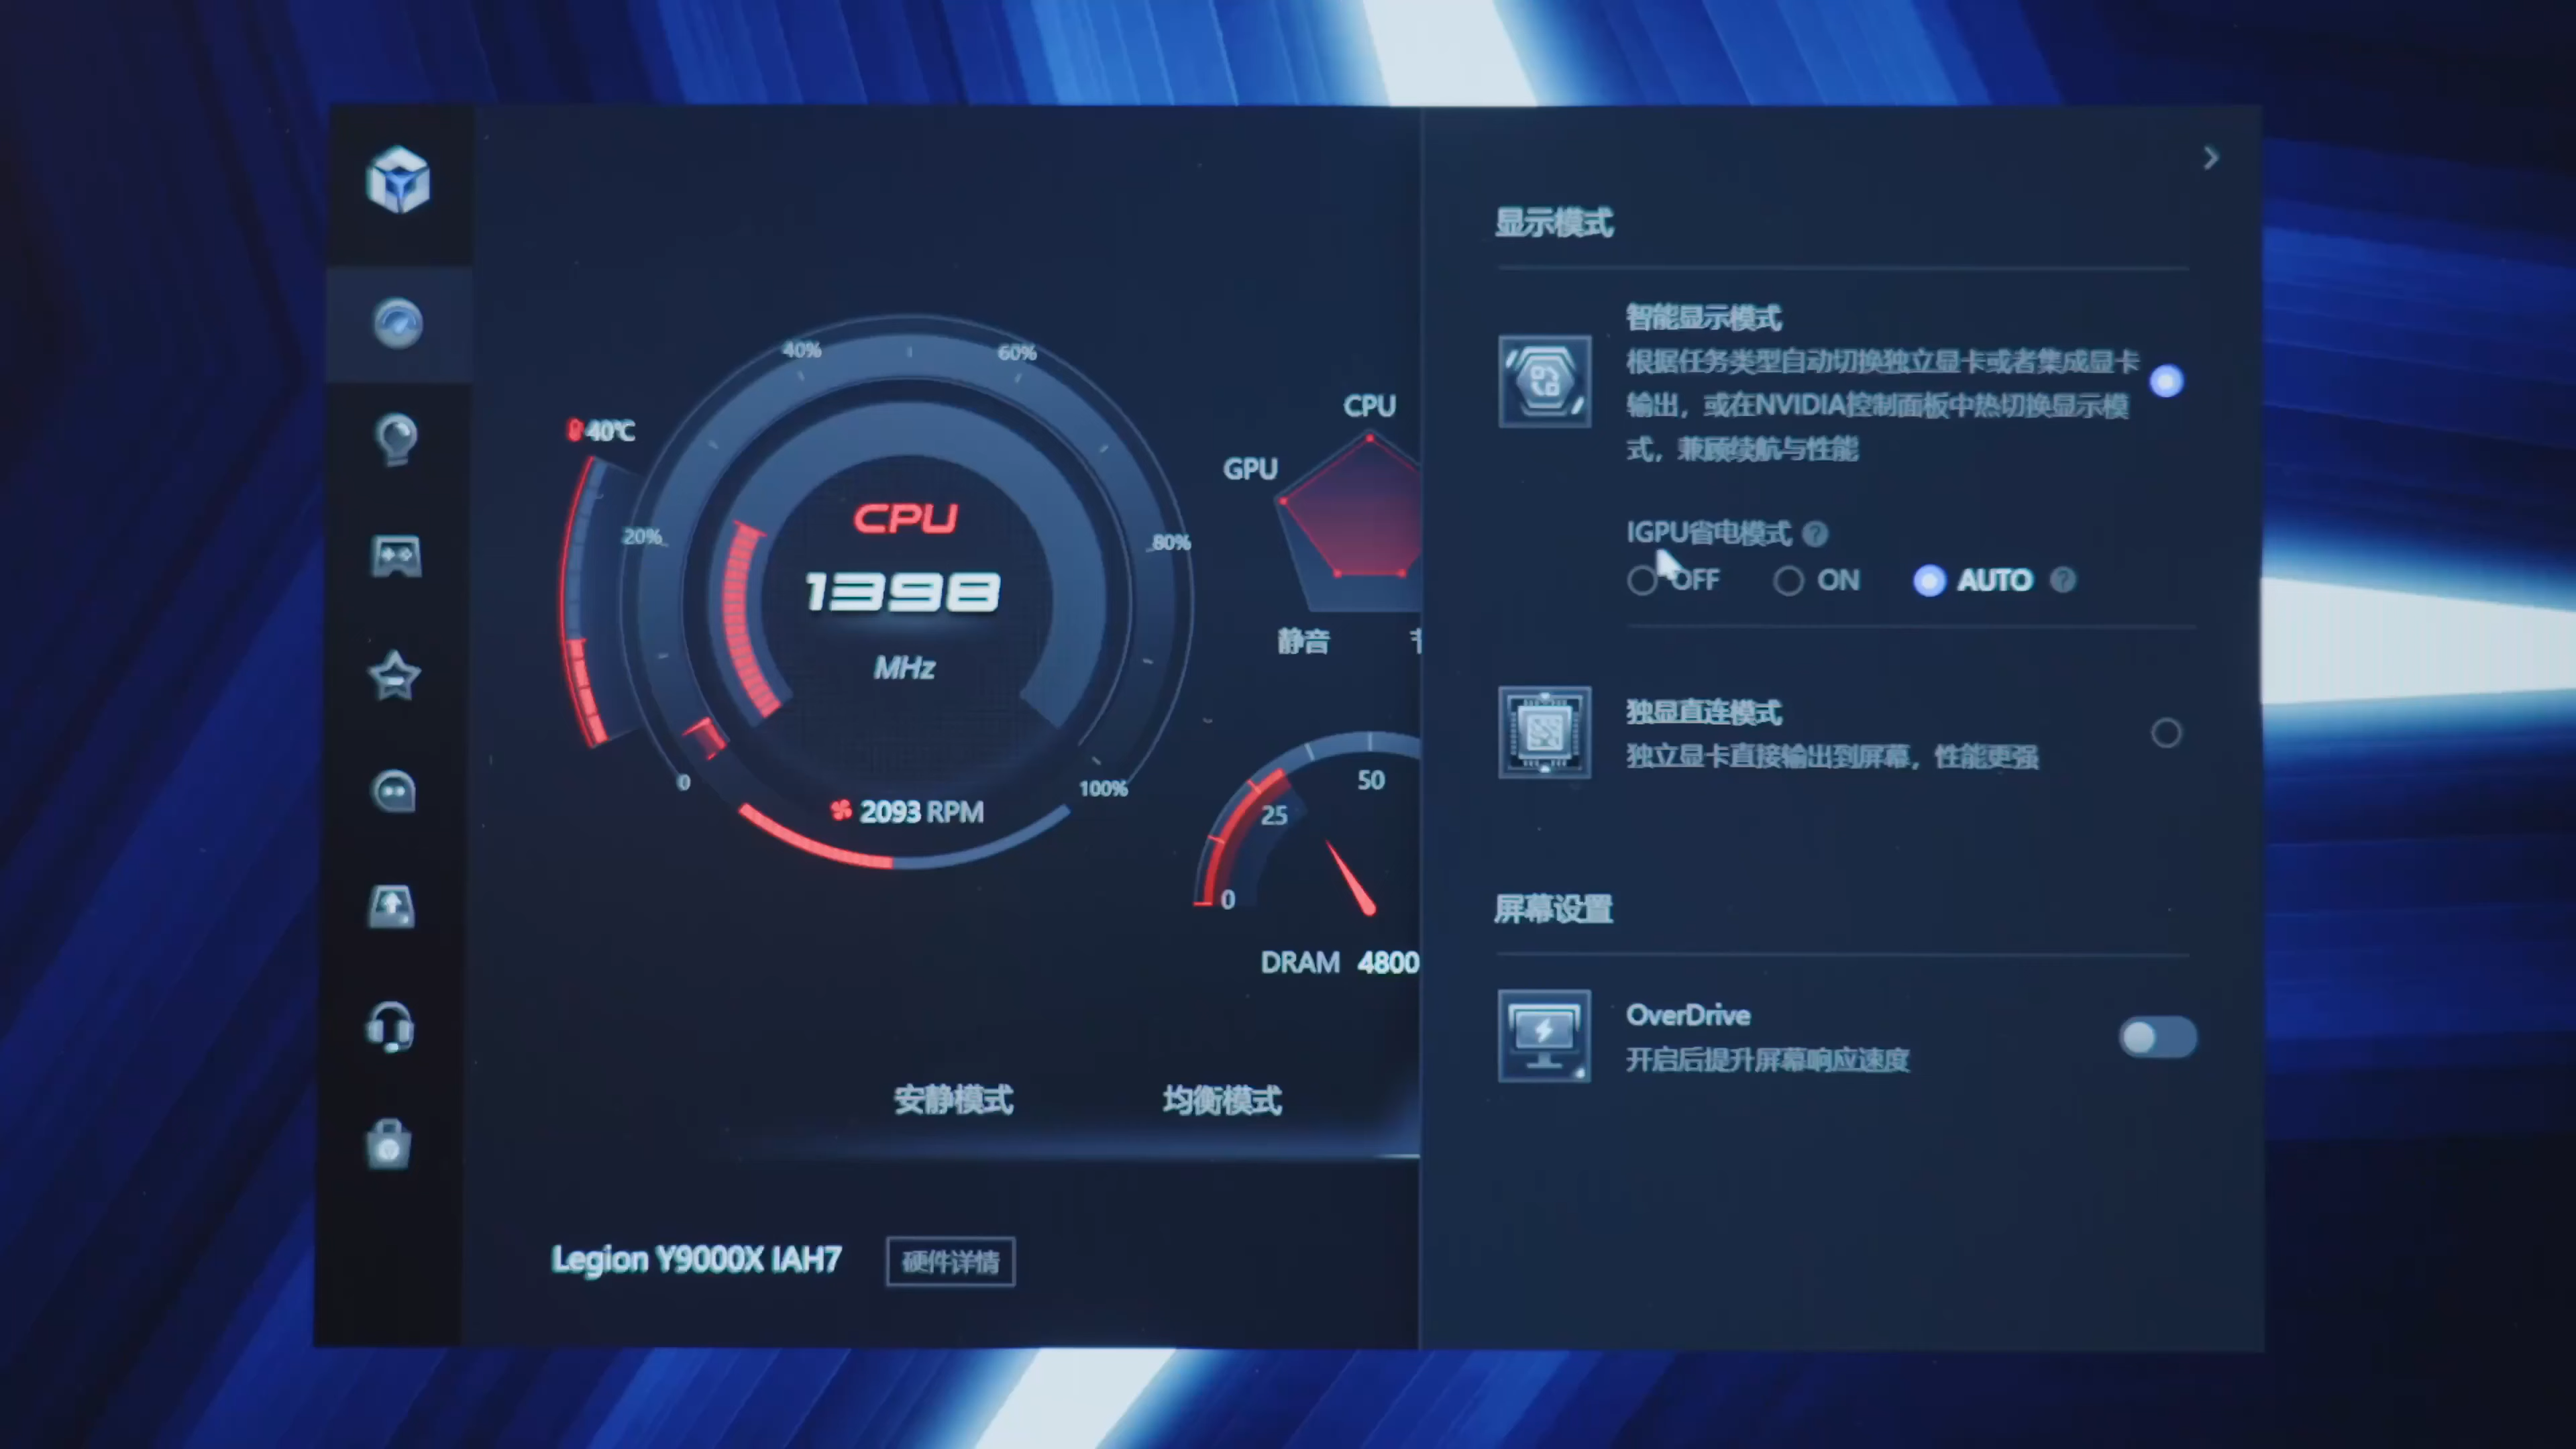 40℃
0
20%
40%
60%
80%
100%
CPU
1398
MHz
2093 RPM
CPU
GPU
静音
0
25
50
DRAM 4800
安静模式
均衡模式
Legion Y9000X IAH7
硬件详情
显示模式
智能显示模式
根据任务类型自动切换独立显卡或者集成显卡
输出，或在NVIDIA控制面板中热切换显示模
式，兼顾续航与性能
IGPU省电模式 ?
OFF ON AUTO ?
独显直连模式
独立显卡直接输出到屏幕，性能更强
屏幕设置
OverDrive
开启后提升屏幕响应速度